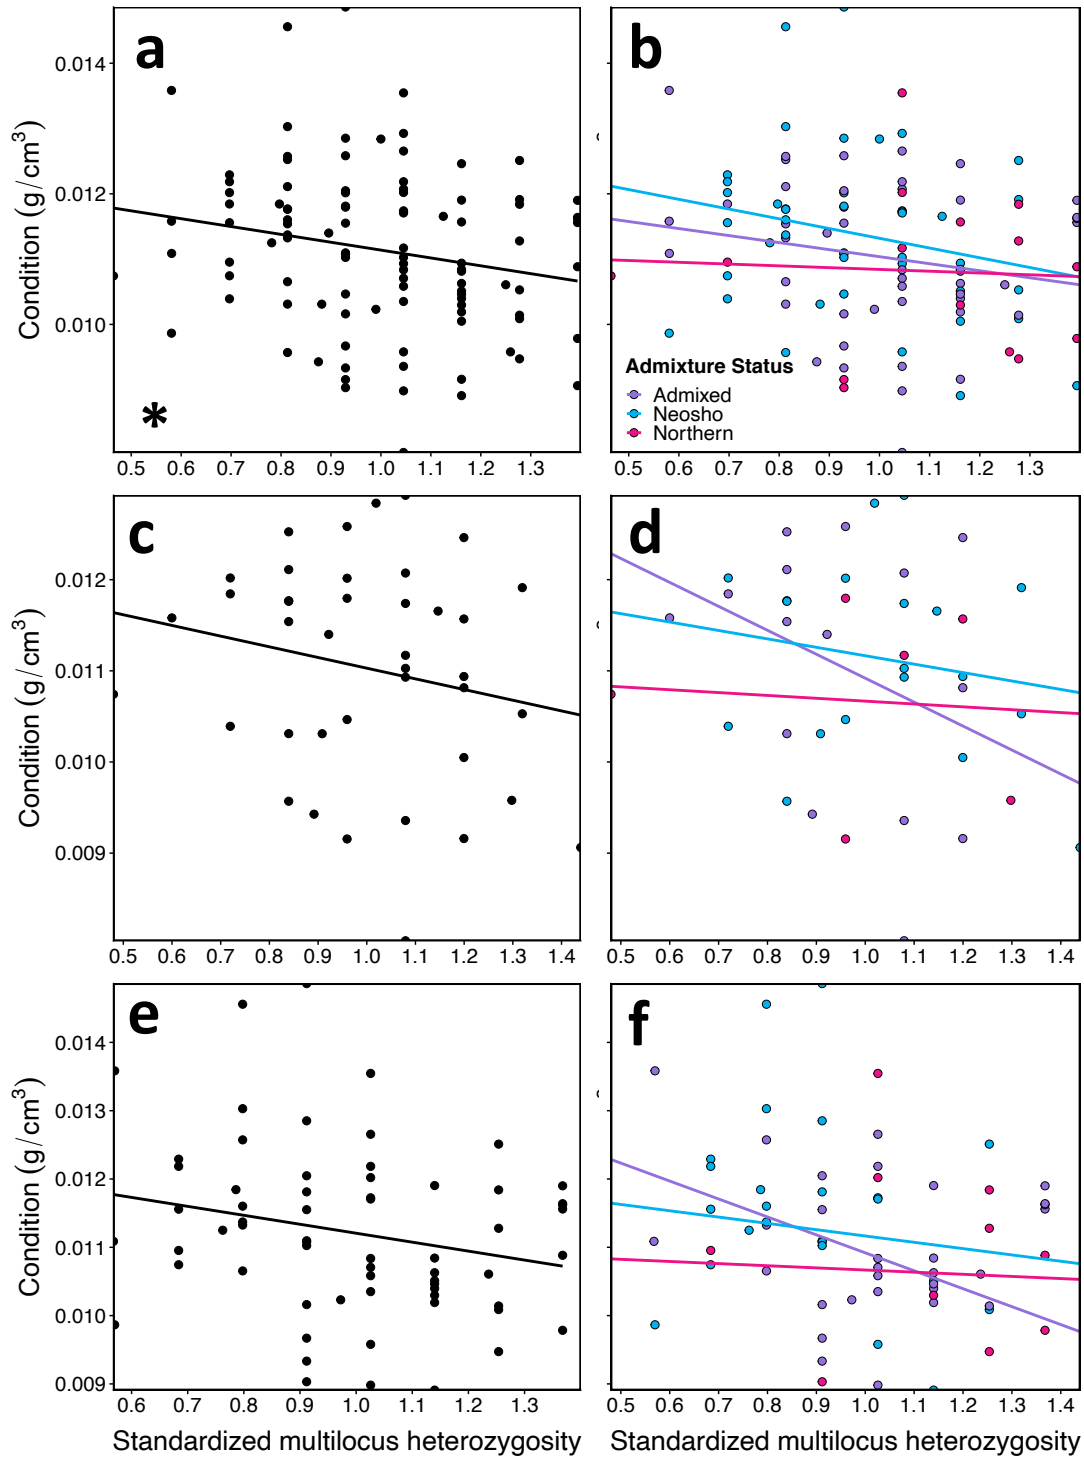 a
b
0.014
0.012
0.010
Condition (g/cm³)
*
Admixture Status
Admixed
Neosho
Northern
0.5 0.6 0.7 0.8 0.9 1.0 1.1 1.2 1.3
0.5 0.6 0.7 0.8 0.9 1.0 1.1 1.2 1.3
c
d
0.012
0.011
0.010
0.009
Condition (g/cm³)
0.5 0.6 0.7 0.8 0.9 1.0 1.1 1.2 1.3 1.4
0.5 0.6 0.7 0.8 0.9 1.0 1.1 1.2 1.3 1.4
e
f
0.014
0.013
0.012
0.011
0.010
0.009
Condition (g/cm³)
0.6 0.7 0.8 0.9 1.0 1.1 1.2 1.3
0.5 0.6 0.7 0.8 0.9 1.0 1.1 1.2 1.3 1.4
Standardized multilocus heterozygosity
Standardized multilocus heterozygosity